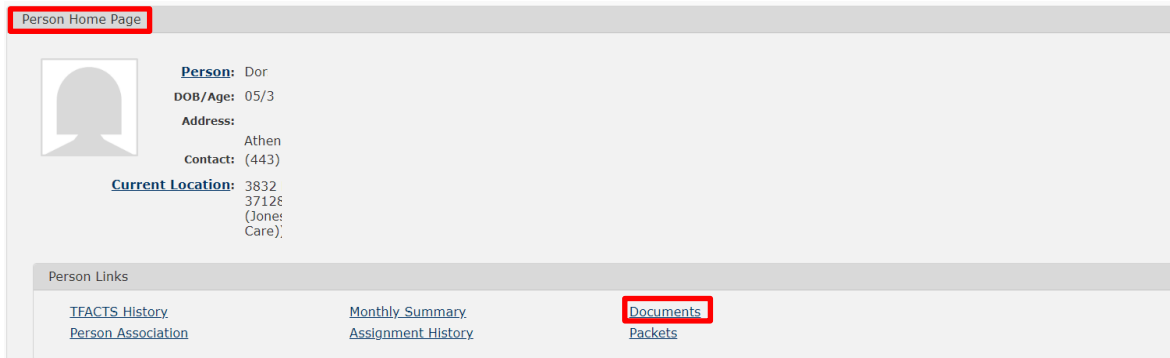 Person Home Page
Person: Dor
DOB/Age: 05/3
Address:
Athen
Contact: (443)
Current Location: 3832
37128
(Jones
Care))
Person Links
TFACTS History Monthly Summary Documents
Person Association Assignment History Packets